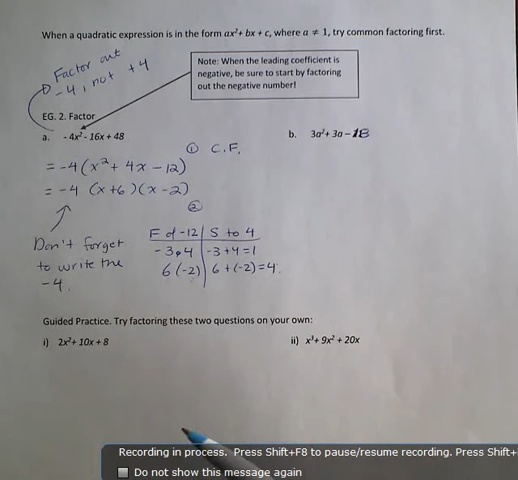 When a quadratic expression is in the form ax²+ bx + c, where a ≠ 1, try common factoring first.
Factor out
-4, not +4
Note: When the leading coefficient is
negative, be sure to start by factoring
out the negative number!
EG. 2. Factor
a. - 4x² - 16x + 48
b. 3a²+ 3a – 18
① C.F.
= -4(x² + 4x - 12)
= -4 (x+6)(x-2)
②
Don't forget
to write the
-4.
F of -12 | S to 4
-3•4 | -3+4=1
6(-2) | 6+(-2)=4.
Guided Practice. Try factoring these two questions on your own:
i) 2x²+ 10x + 8
ii) x³+ 9x² + 20x
Recording in process. Press Shift+F8 to pause/resume recording. Press Shift+
Do not show this message again